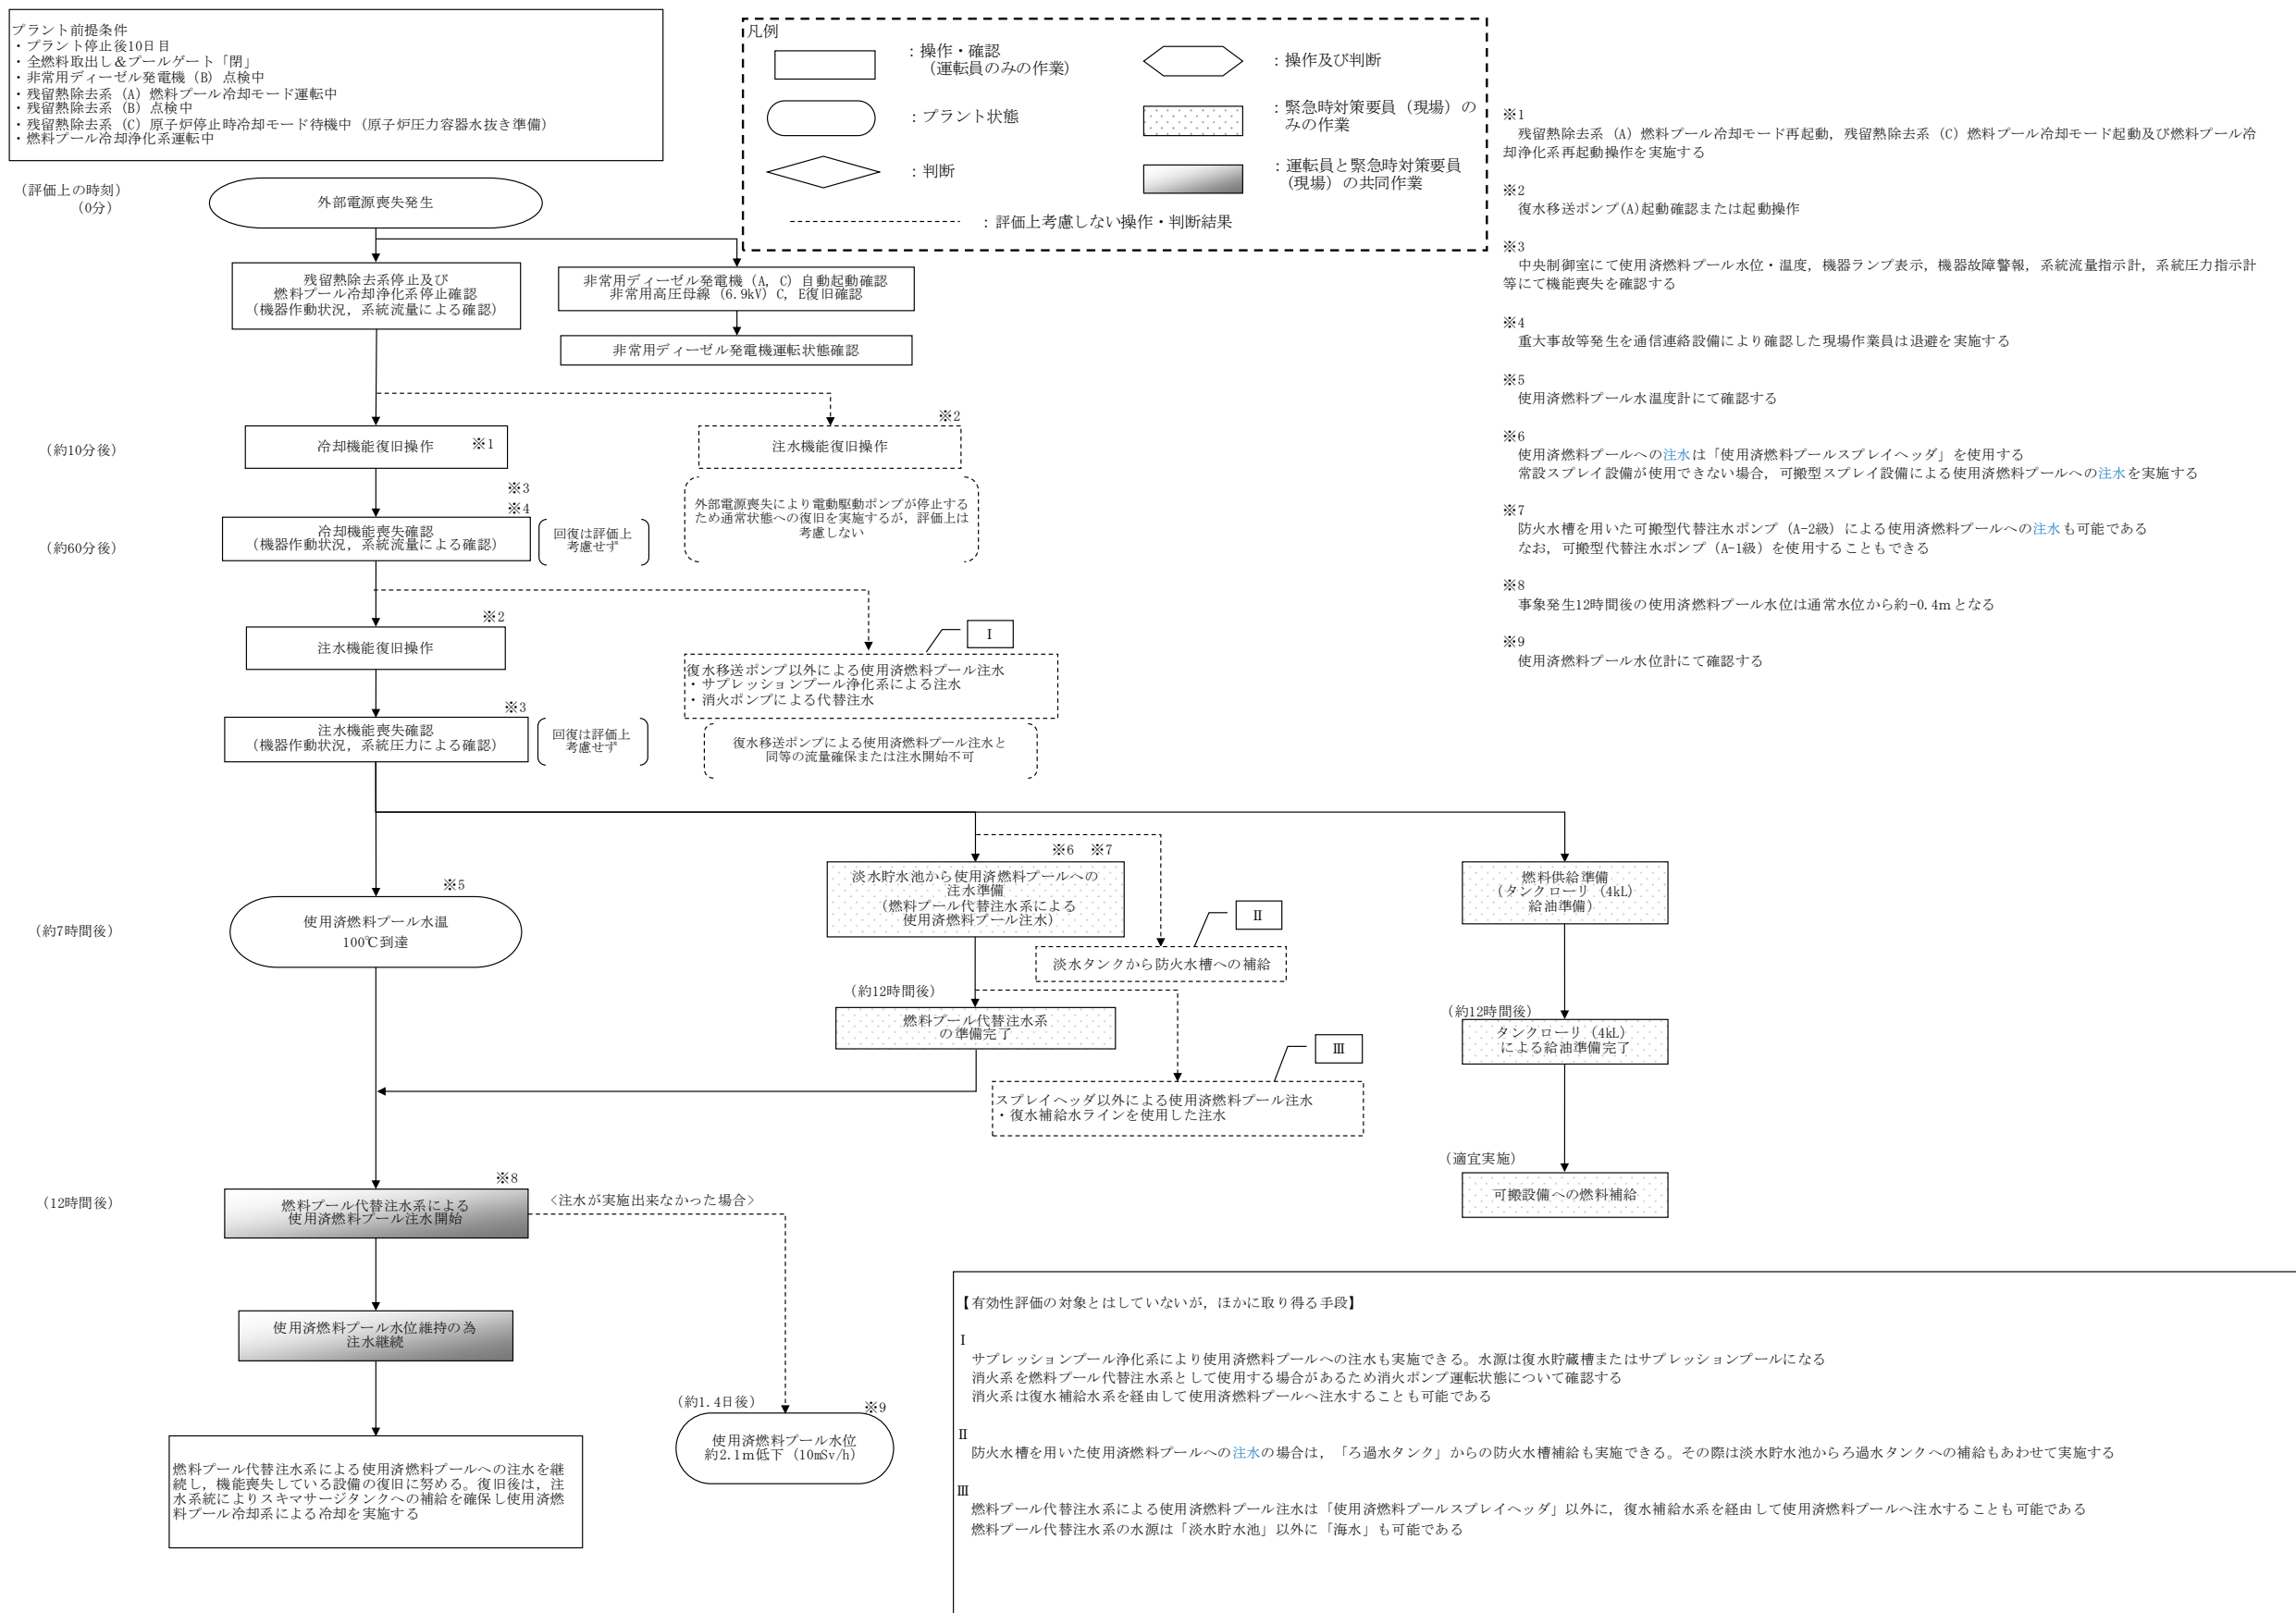 プラント前提条件
・プラント停止後10日目
・全燃料取出し＆プールゲート「閉」
・非常用ディーゼル発電機（B）点検中
・残留熱除去系（A）燃料プール冷却モード運転中
・残留熱除去系（B）点検中
・残留熱除去系（C）原子炉停止時冷却モード待機中（原子炉圧力容器水抜き準備）
・燃料プール冷却浄化系運転中
凡例
：操作・確認
（運転員のみの作業）
：操作及び判断
：プラント状態
：緊急時対策要員（現場）の
みの作業
：判断
：運転員と緊急時対策要員
（現場）の共同作業
：評価上考慮しない操作・判断結果
※1
残留熱除去系（A）燃料プール冷却モード再起動，残留熱除去系（C）燃料プール冷却モード起動及び燃料プール冷
却浄化系再起動操作を実施する
※2
復水移送ポンプ(A)起動確認または起動操作
※3
中央制御室にて使用済燃料プール水位・温度，機器ランプ表示，機器故障警報，系統流量指示計，系統圧力指示計
等にて機能喪失を確認する
※4
重大事故等発生を通信連絡設備により確認した現場作業員は退避を実施する
※5
使用済燃料プール水温度計にて確認する
※6
使用済燃料プールへの注水は「使用済燃料プールスプレイヘッダ」を使用する
常設スプレイ設備が使用できない場合，可搬型スプレイ設備による使用済燃料プールへの注水を実施する
※7
防火水槽を用いた可搬型代替注水ポンプ（A-2級）による使用済燃料プールへの注水も可能である
なお，可搬型代替注水ポンプ（A-1級）を使用することもできる
※8
事象発生12時間後の使用済燃料プール水位は通常水位から約-0.4mとなる
※9
使用済燃料プール水位計にて確認する
（評価上の時刻）
（0分）
外部電源喪失発生
残留熱除去系停止及び
燃料プール冷却浄化系停止確認
（機器作動状況，系統流量による確認）
非常用ディーゼル発電機（A, C）自動起動確認
非常用高圧母線（6.9kV）C, E復旧確認
非常用ディーゼル発電機運転状態確認
（約10分後）
冷却機能復旧操作 ※1
※2
注水機能復旧操作
外部電源喪失により電動駆動ポンプが停止する
ため通常状態への復旧を実施するが，評価上は
考慮しない
※3
※4
（約60分後）
冷却機能喪失確認
（機器作動状況，系統流量による確認）
回復は評価上
考慮せず
※2
注水機能復旧操作
Ⅰ
復水移送ポンプ以外による使用済燃料プール注水
・サプレッションプール浄化系による注水
・消火ポンプによる代替注水
復水移送ポンプによる使用済燃料プール注水と
同等の流量確保または注水開始不可
※3
注水機能喪失確認
（機器作動状況，系統圧力による確認）
回復は評価上
考慮せず
※5
（約7時間後）
使用済燃料プール水温
100℃到達
※6 ※7
淡水貯水池から使用済燃料プールへの
注水準備
（燃料プール代替注水系による
使用済燃料プール注水）
燃料供給準備
（タンクローリ（4kL）
給油準備）
Ⅱ
淡水タンクから防火水槽への補給
（約12時間後）
燃料プール代替注水系
の準備完了
（約12時間後）
タンクローリ（4kL）
による給油準備完了
Ⅲ
スプレイヘッダ以外による使用済燃料プール注水
・復水補給水ラインを使用した注水
（適宜実施）
可搬設備への燃料補給
※8
（12時間後）
燃料プール代替注水系による
使用済燃料プール注水開始
〈注水が実施出来なかった場合〉
使用済燃料プール水位維持の為
注水継続
（約1.4日後）
※9
使用済燃料プール水位
約2.1m低下（10mSv/h）
燃料プール代替注水系による使用済燃料プールへの注水を継
続し，機能喪失している設備の復旧に努める。復旧後は，注
水系統によりスキマサージタンクへの補給を確保し使用済燃
料プール冷却系による冷却を実施する
【有効性評価の対象とはしていないが，ほかに取り得る手段】
Ⅰ
サプレッションプール浄化系により使用済燃料プールへの注水も実施できる。水源は復水貯蔵槽またはサプレッションプールになる
消火系を燃料プール代替注水系として使用する場合があるため消火ポンプ運転状態について確認する
消火系は復水補給水系を経由して使用済燃料プールへ注水することも可能である
Ⅱ
防火水槽を用いた使用済燃料プールへの注水の場合は，「ろ過水タンク」からの防火水槽補給も実施できる。その際は淡水貯水池からろ過水タンクへの補給もあわせて実施する
Ⅲ
燃料プール代替注水系による使用済燃料プール注水は「使用済燃料プールスプレイヘッダ」以外に，復水補給水系を経由して使用済燃料プールへ注水することも可能である
燃料プール代替注水系の水源は「淡水貯水池」以外に「海水」も可能である